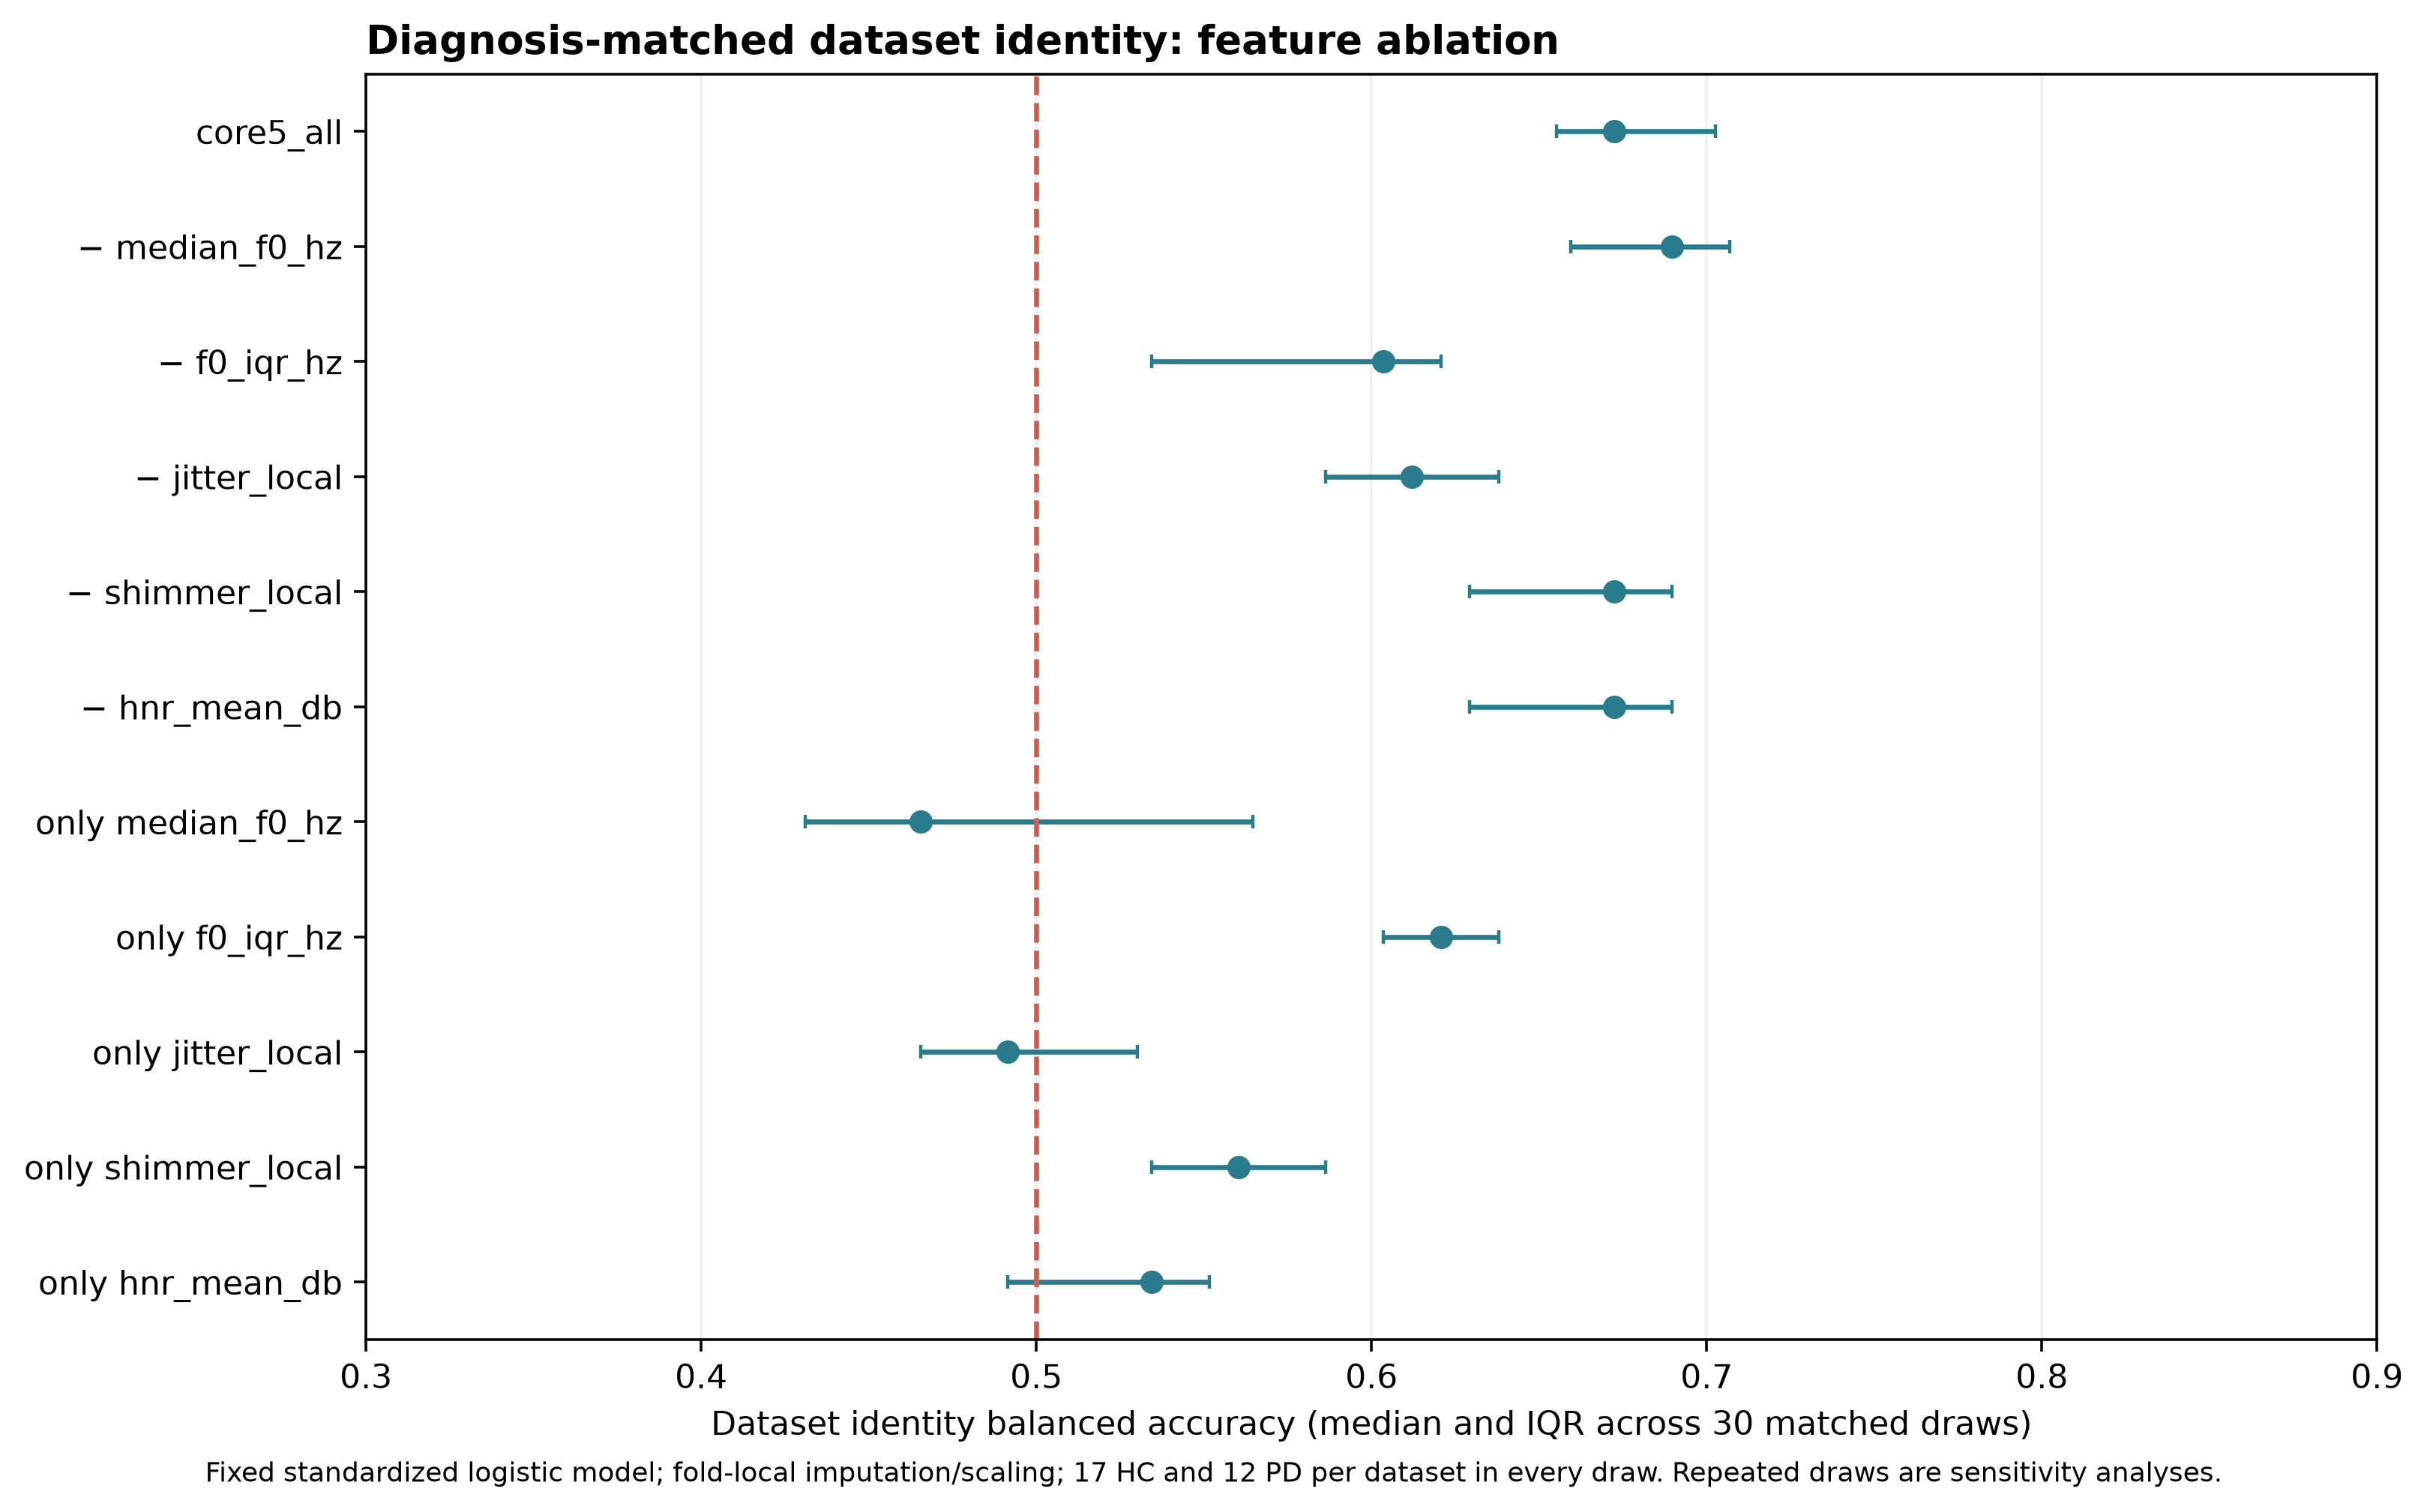 Diagnosis-matched dataset identity: feature ablation
core5_all
− median_f0_hz
− f0_iqr_hz
− jitter_local
− shimmer_local
− hnr_mean_db
only median_f0_hz
only f0_iqr_hz
only jitter_local
only shimmer_local
only hnr_mean_db
0.3 0.4 0.5 0.6 0.7 0.8 0.9
Dataset identity balanced accuracy (median and IQR across 30 matched draws)
Fixed standardized logistic model; fold-local imputation/scaling; 17 HC and 12 PD per dataset in every draw. Repeated draws are sensitivity analyses.